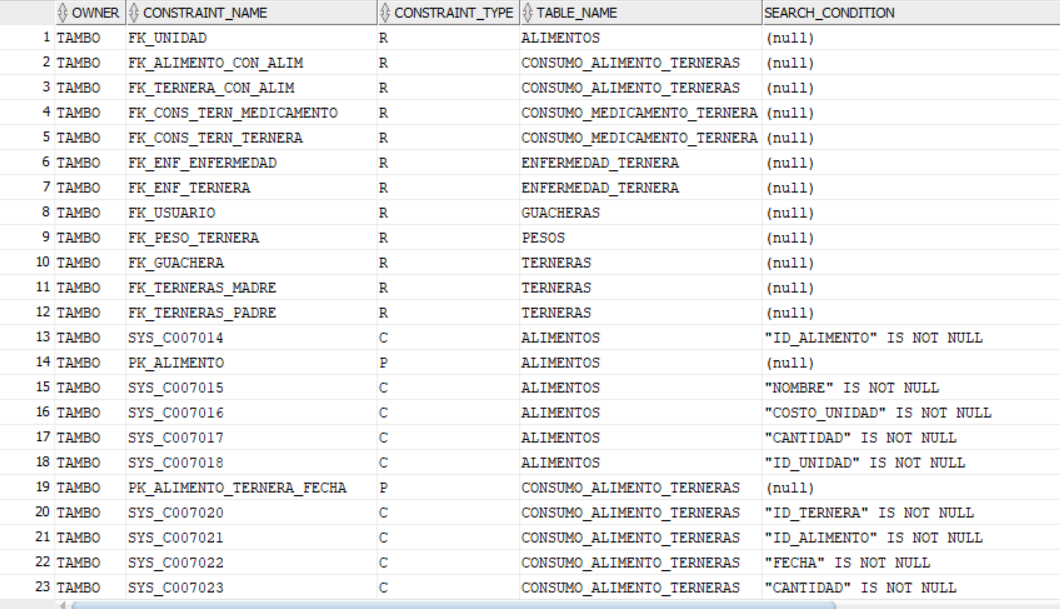 OWNER CONSTRAINT_NAME CONSTRAINT_TYPE TABLE_NAME SEARCH_CONDITION
1 TAMBO FK_UNIDAD R ALIMENTOS (null)
2 TAMBO FK_ALIMENTO_CON_ALIM R CONSUMO_ALIMENTO_TERNERAS (null)
3 TAMBO FK_TERNERA_CON_ALIM R CONSUMO_ALIMENTO_TERNERAS (null)
4 TAMBO FK_CONS_TERN_MEDICAMENTO R CONSUMO_MEDICAMENTO_TERNERA (null)
5 TAMBO FK_CONS_TERN_TERNERA R CONSUMO_MEDICAMENTO_TERNERA (null)
6 TAMBO FK_ENF_ENFERMEDAD R ENFERMEDAD_TERNERA (null)
7 TAMBO FK_ENF_TERNERA R ENFERMEDAD_TERNERA (null)
8 TAMBO FK_USUARIO R GUACHERAS (null)
9 TAMBO FK_PESO_TERNERA R PESOS (null)
10 TAMBO FK_GUACHERA R TERNERAS (null)
11 TAMBO FK_TERNERAS_MADRE R TERNERAS (null)
12 TAMBO FK_TERNERAS_PADRE R TERNERAS (null)
13 TAMBO SYS_C007014 C ALIMENTOS "ID_ALIMENTO" IS NOT NULL
14 TAMBO PK_ALIMENTO P ALIMENTOS (null)
15 TAMBO SYS_C007015 C ALIMENTOS "NOMBRE" IS NOT NULL
16 TAMBO SYS_C007016 C ALIMENTOS "COSTO_UNIDAD" IS NOT NULL
17 TAMBO SYS_C007017 C ALIMENTOS "CANTIDAD" IS NOT NULL
18 TAMBO SYS_C007018 C ALIMENTOS "ID_UNIDAD" IS NOT NULL
19 TAMBO PK_ALIMENTO_TERNERA_FECHA P CONSUMO_ALIMENTO_TERNERAS (null)
20 TAMBO SYS_C007020 C CONSUMO_ALIMENTO_TERNERAS "ID_TERNERA" IS NOT NULL
21 TAMBO SYS_C007021 C CONSUMO_ALIMENTO_TERNERAS "ID_ALIMENTO" IS NOT NULL
22 TAMBO SYS_C007022 C CONSUMO_ALIMENTO_TERNERAS "FECHA" IS NOT NULL
23 TAMBO SYS_C007023 C CONSUMO_ALIMENTO_TERNERAS "CANTIDAD" IS NOT NULL